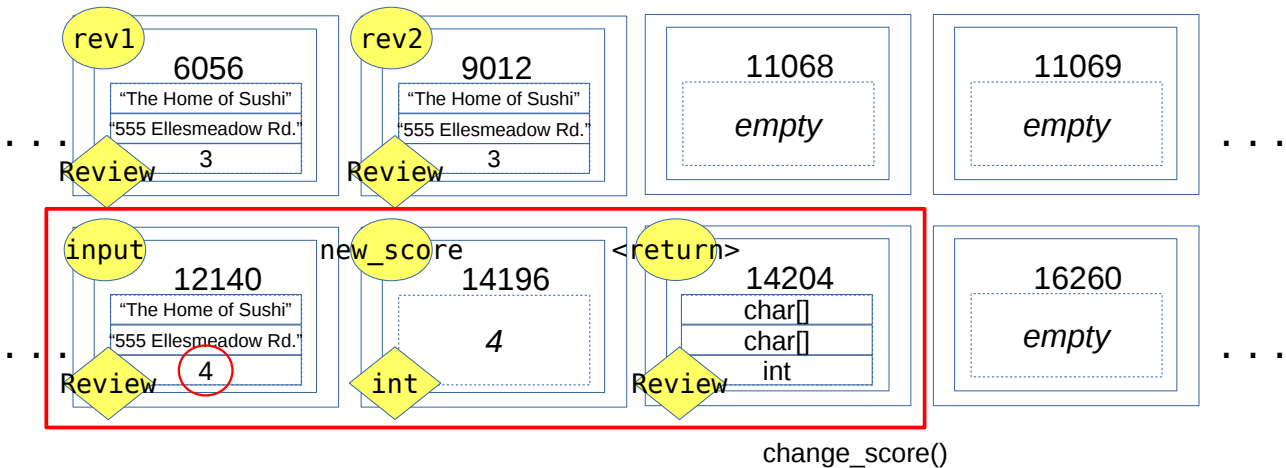 rev1
6056
“The Home of Sushi”
“555 Ellesmeadow Rd.”
3
Review
rev2
9012
“The Home of Sushi”
“555 Ellesmeadow Rd.”
3
Review
11068
empty
11069
empty
...
...
input
12140
“The Home of Sushi”
“555 Ellesmeadow Rd.”
4
Review
new_score
14196
4
int
<return>
14204
char[]
char[]
int
Review
16260
empty
...
...
change_score()